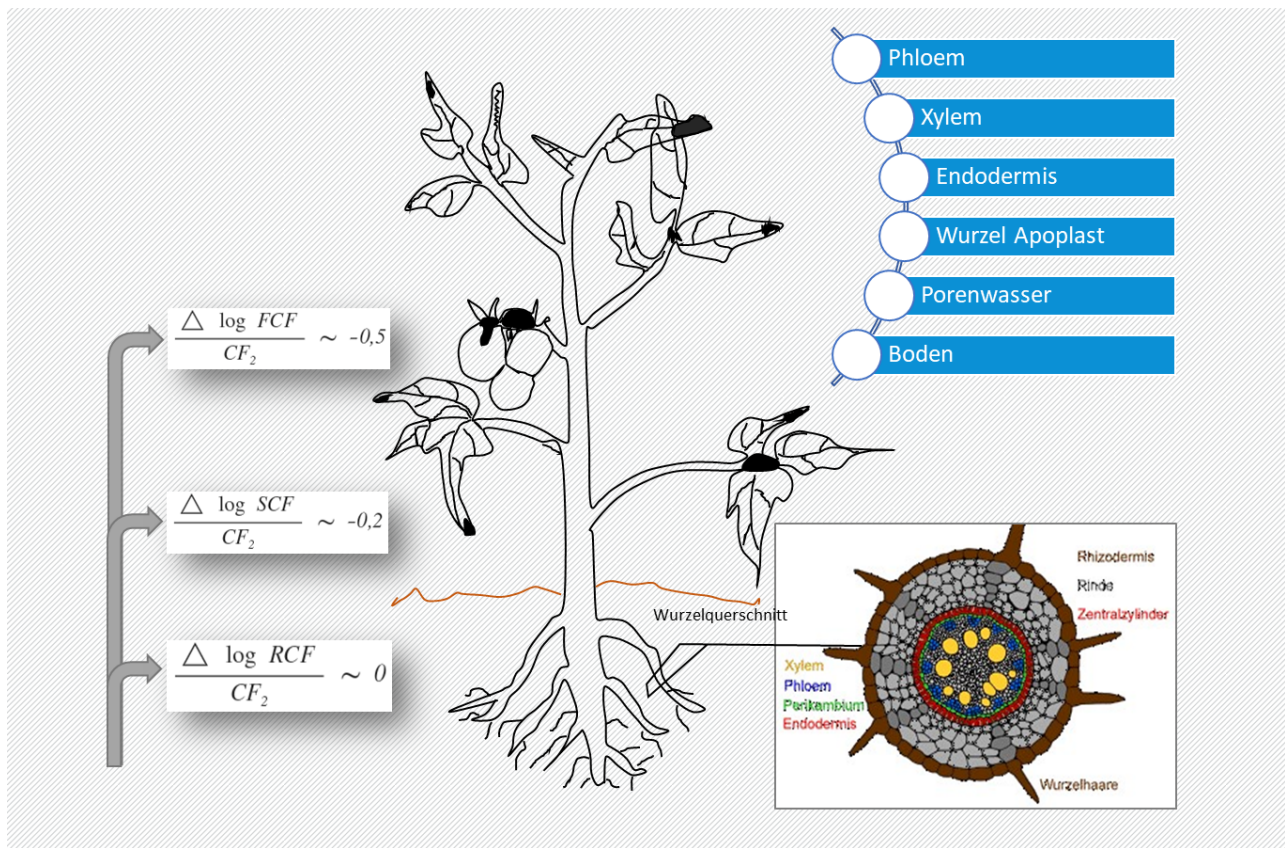 Phloem
Xylem
Endodermis
Wurzel Apoplast
Porenwasser
Boden
△ log FCF
CF₂
~ -0,5
△ log SCF
CF₂
~ -0,2
△ log RCF
CF₂
~ 0
Wurzelquerschnitt
Rhizodermis
Rinde
Zentralzylinder
Xylem
Phloem
Perikambium
Endodermis
Wurzelhaare